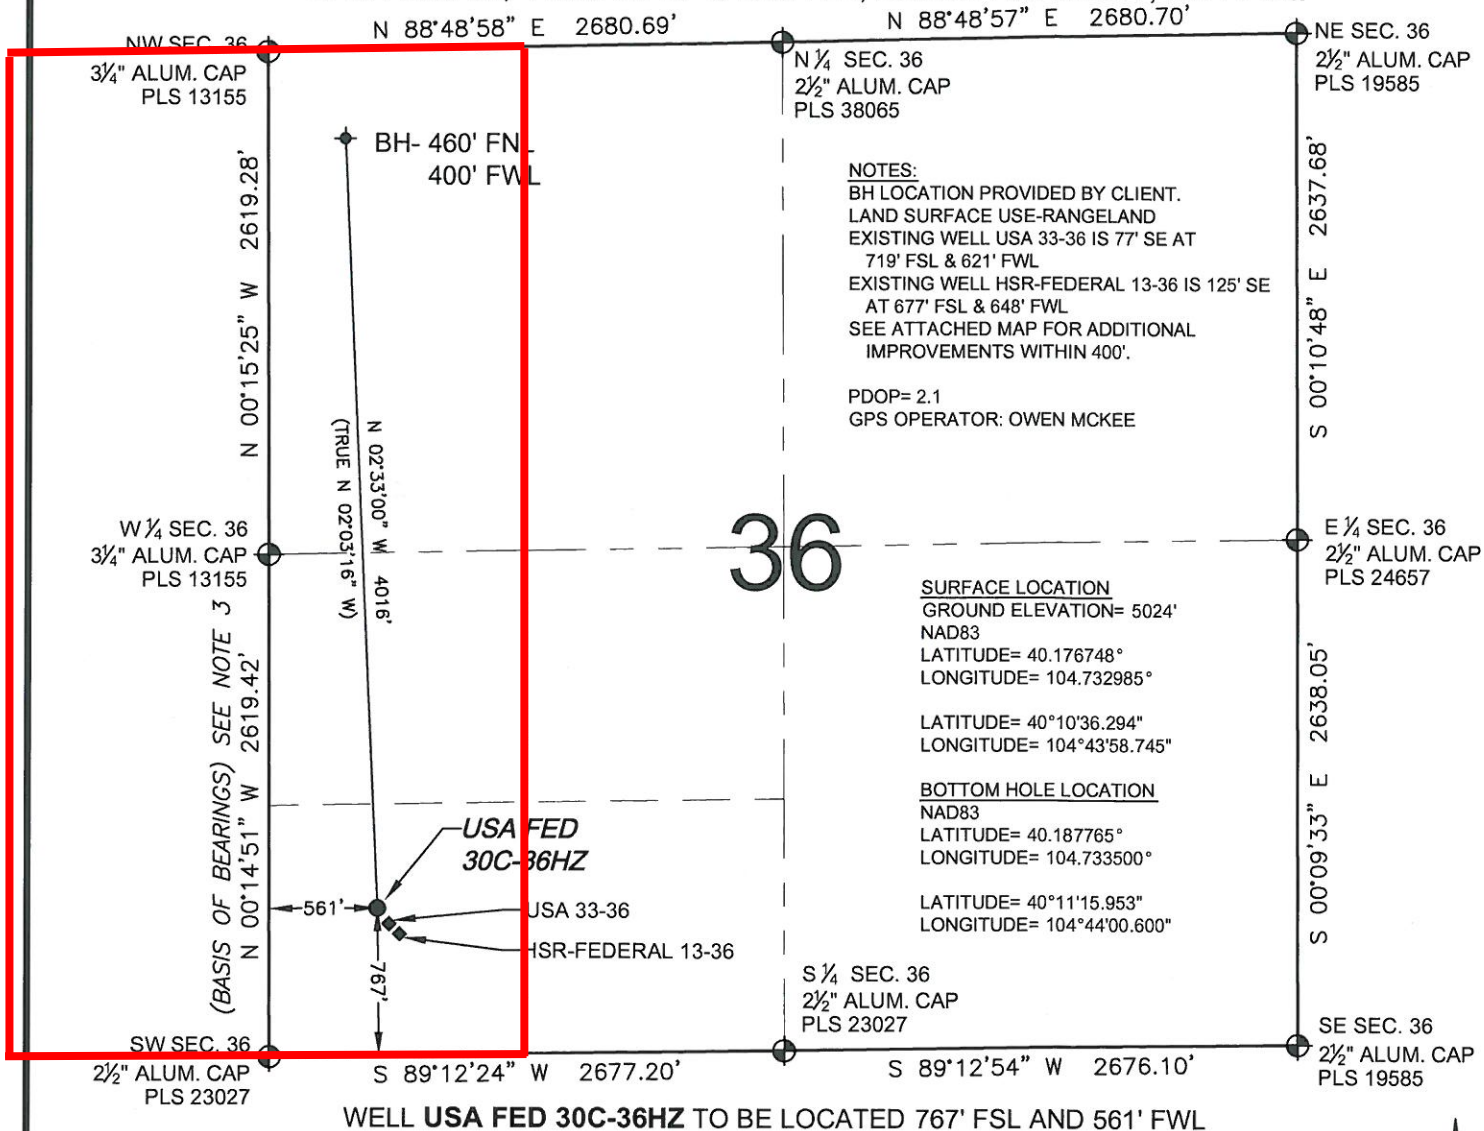 N 88°48'58" E 2680.69'
N 88°48'57" E 2680.70'
NW SEC. 36
3¼" ALUM. CAP
PLS 13155
N ¼ SEC. 36
2½" ALUM. CAP
PLS 38065
NE SEC. 36
2½" ALUM. CAP
PLS 19585
BH- 460' FNL
400' FWL
N 00°15'25" W 2619.28'
NOTES:
BH LOCATION PROVIDED BY CLIENT.
LAND SURFACE USE-RANGELAND
EXISTING WELL USA 33-36 IS 77' SE AT
719' FSL & 621' FWL
EXISTING WELL HSR-FEDERAL 13-36 IS 125' SE
AT 677' FSL & 648' FWL
SEE ATTACHED MAP FOR ADDITIONAL
IMPROVEMENTS WITHIN 400'.
PDOP= 2.1
GPS OPERATOR: OWEN MCKEE
S 00°10'48" E 2637.68'
N 02°33'00" W 4016'
(TRUE N 02°03'16" W)
W ¼ SEC. 36
3¼" ALUM. CAP
PLS 13155
36
E ¼ SEC. 36
2½" ALUM. CAP
PLS 24657
(BASIS OF BEARINGS) SEE NOTE 3
N 00°14'51" W 2619.42'
SURFACE LOCATION
GROUND ELEVATION= 5024'
NAD83
LATITUDE= 40.176748°
LONGITUDE= 104.732985°
LATITUDE= 40°10'36.294"
LONGITUDE= 104°43'58.745"
BOTTOM HOLE LOCATION
NAD83
LATITUDE= 40.187765°
LONGITUDE= 104.733500°
LATITUDE= 40°11'15.953"
LONGITUDE= 104°44'00.600"
S 00°09'33" E 2638.05'
USA FED
30C-36HZ
561'
USA 33-36
HSR-FEDERAL 13-36
767'
S ¼ SEC. 36
2½" ALUM. CAP
PLS 23027
SW SEC. 36
2½" ALUM. CAP
PLS 23027
SE SEC. 36
2½" ALUM. CAP
PLS 19585
S 89°12'24" W 2677.20'
S 89°12'54" W 2676.10'
WELL USA FED 30C-36HZ TO BE LOCATED 767' FSL AND 561' FWL